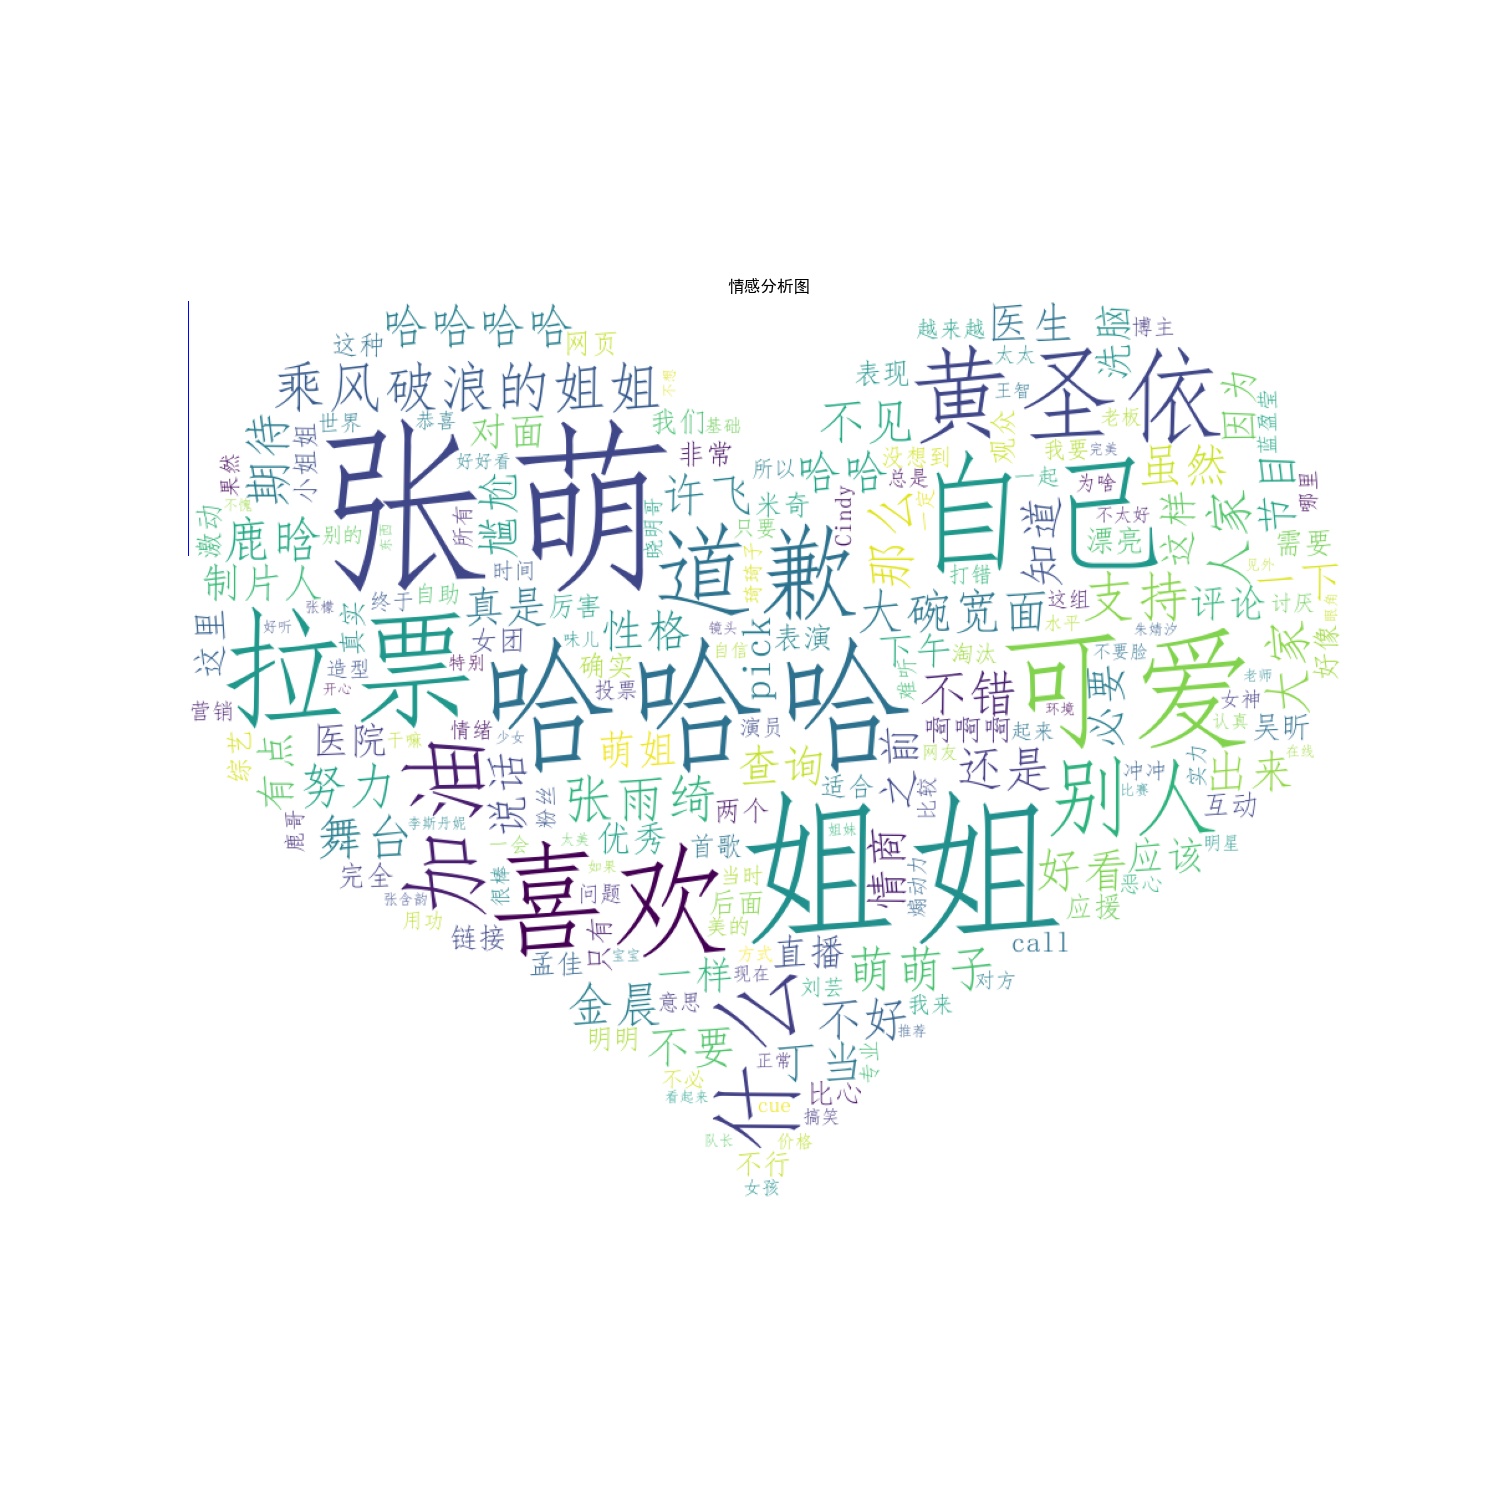 情感分析图
哈哈哈哈
这种
网页
越来越
医生
洗脑
博主
乘风破浪的姐姐
不想
表现
太太
黄圣依
王智
因为
蓝盈莹
期待
小姐姐
世界
恭喜
对面
我们
基础
不见
观众
老板
张萌
好好看
非常
所以
哈哈
没想到
我要
完美
虽然
果然
尴尬
许飞
米奇
总是
自己
一起
为啥
节目
哪里
激动
不懂
鹿晗
别的
东西
所有
晓明哥
只要
Cindy
那么
一定
知道
不太好
漂亮
这样
人家
需要
制片人
时间
道歉
琦琦子
打错
见外
一下
张檬
真实
终于
自助
真是
厉害
大碗宽面
这组
支持
评论
讨厌
眼角
这里
好听
拉票
女团
味儿
性格
镜头
pick
表演
水平
朱婧汐
大家
好像
造型
特别
确实
自信
下午
淘汰
可爱
不要脸
开心
哈哈哈
投票
难听
不错
环境
必要
老师
女神
营销
情绪
少女
演员
啊啊啊
起来
认真
吴昕
综艺
有点
医院
干嘛
加油
说话
萌姐
查询
之前
网友
还是
别人
冲冲
实力
出来
在线
努力
粉丝
张雨绮
两个
适合
比较
比赛
互动
鹿哥
舞台
李斯丹妮
一会
大美
优秀
首歌
姐姐
姐妹
情商
好看
应该
明星
完全
很棒
喜欢
如果
问题
当时
煽动力
恶心
张含韵
用功
后面
美的
应援
链接
只有
宝宝
方式
直播
call
孟佳
一样
现在
刘芸
萌萌子
对方
金晨
意思
什么
不好
我来
推荐
明明
不要
正常
丁当
专业
不必
看起来
cue
比心
搞笑
队长
价格
不行
女孩